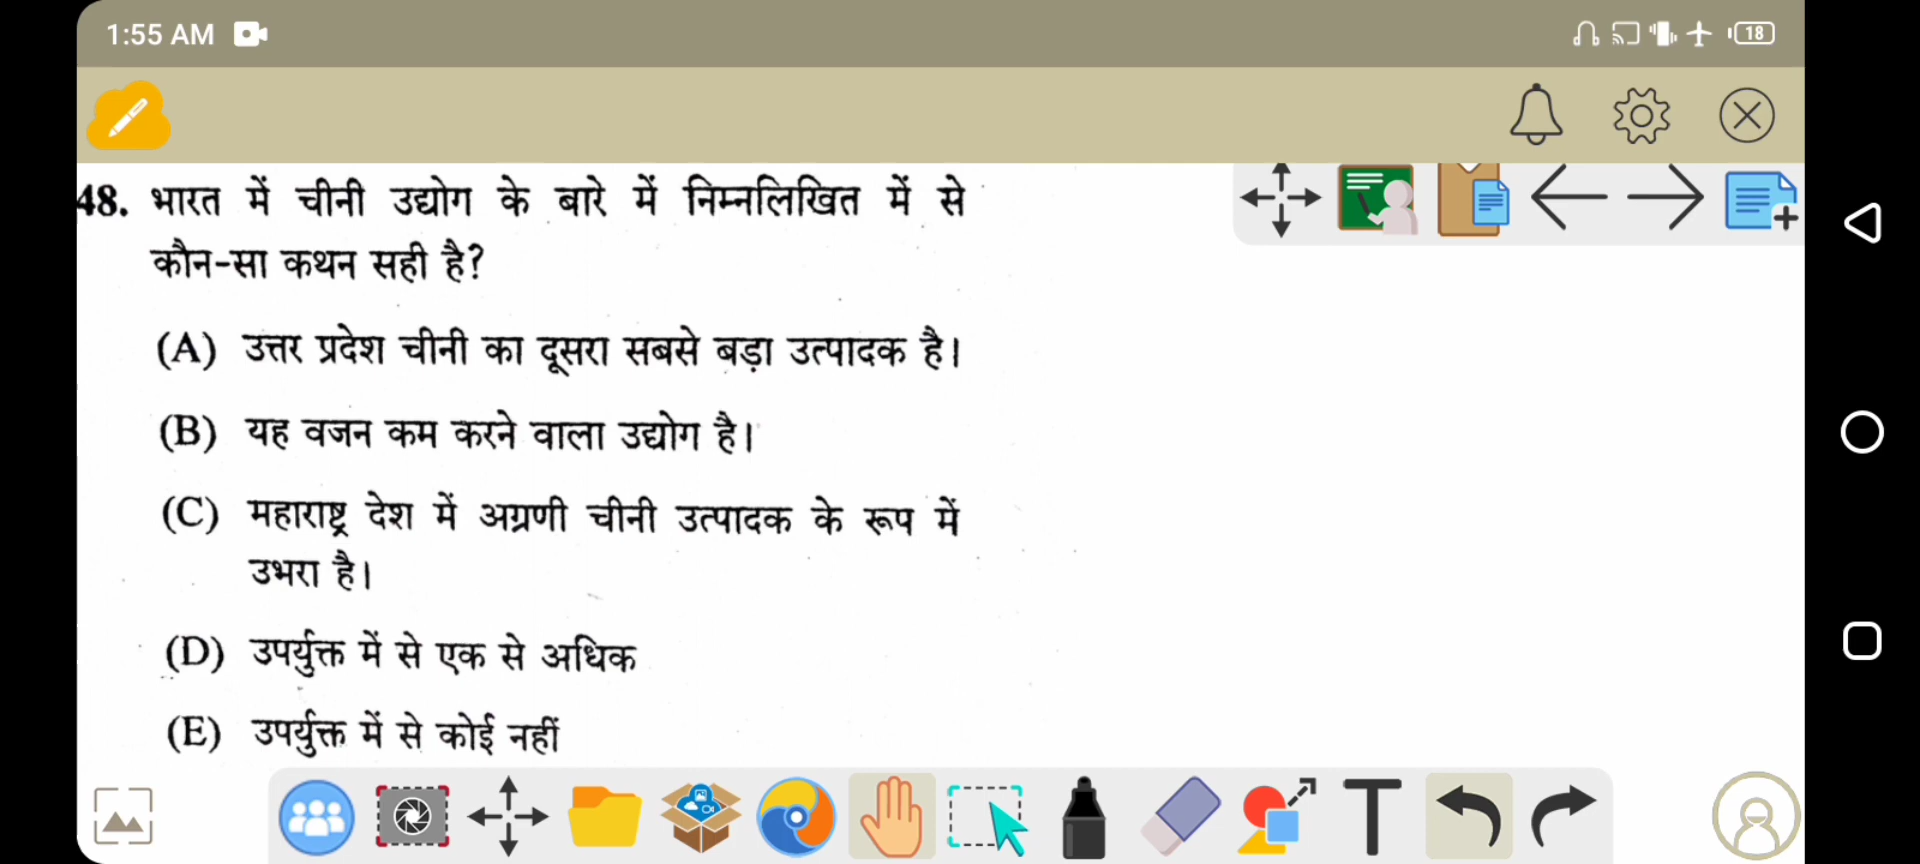 1:55 AM
18
48. भारत में चीनी उद्योग के बारे में निम्नलिखित में से
कौन-सा कथन सही है?
(A) उत्तर प्रदेश चीनी का दूसरा सबसे बड़ा उत्पादक है।
(B) यह वजन कम करने वाला उद्योग है।
(C) महाराष्ट्र देश में अग्रणी चीनी उत्पादक के रूप में
उभरा है।
(D) उपर्युक्त में से एक से अधिक
(E) उपर्युक्त में से कोई नहीं
T